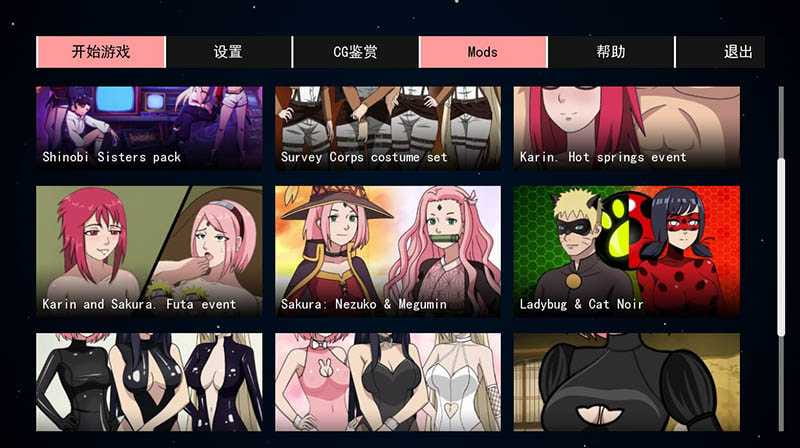 开始游戏
设置
CG鉴赏
Mods
帮助
退出
Shinobi Sisters pack
Survey Corps costume set
Karin. Hot springs event
Karin and Sakura. Futa event
Sakura: Nezuko & Megumin
Ladybug & Cat Noir